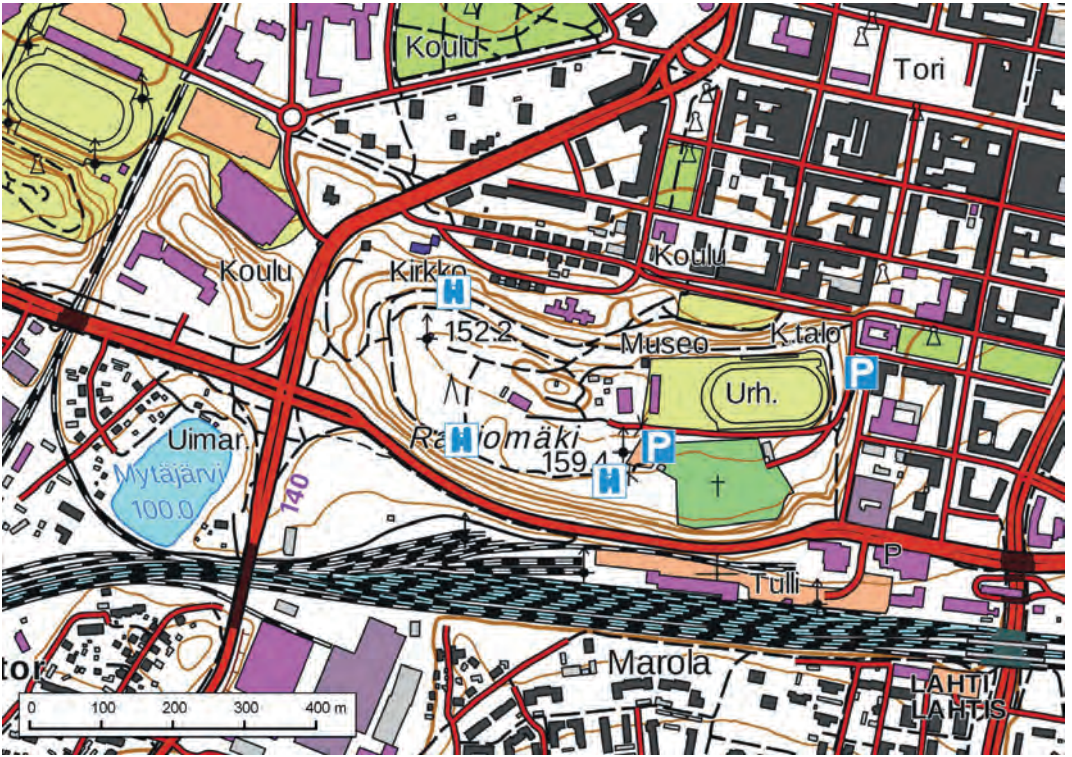 Koulu
Tori
Koulu
Kirkko
Koulu
152.2
Museo
K.talo
P
Urh.
Uimar.
159.4
P
Mytäjärvi
100.0
140
P
Tulli
Marola
tor
LAHTI
LAHTIS
0 100 200 300 400 m